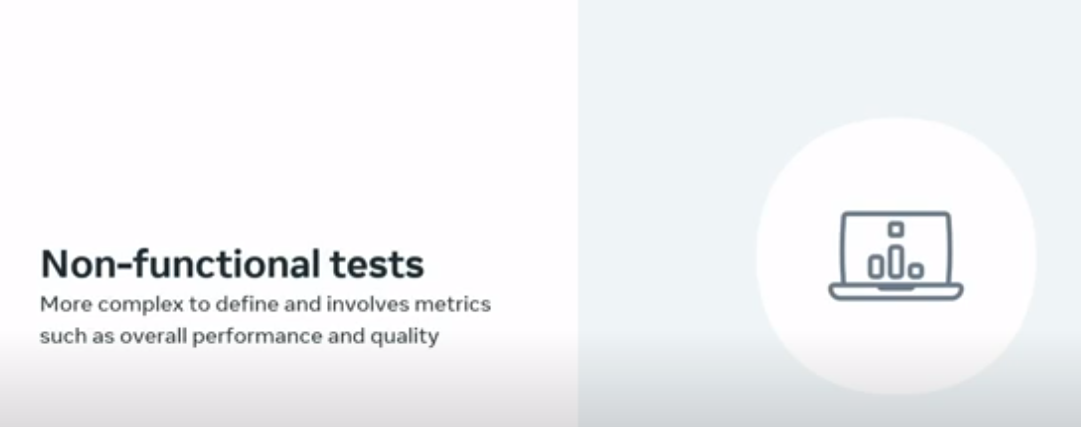 Non-functional tests
More complex to define and involves metrics
such as overall performance and quality